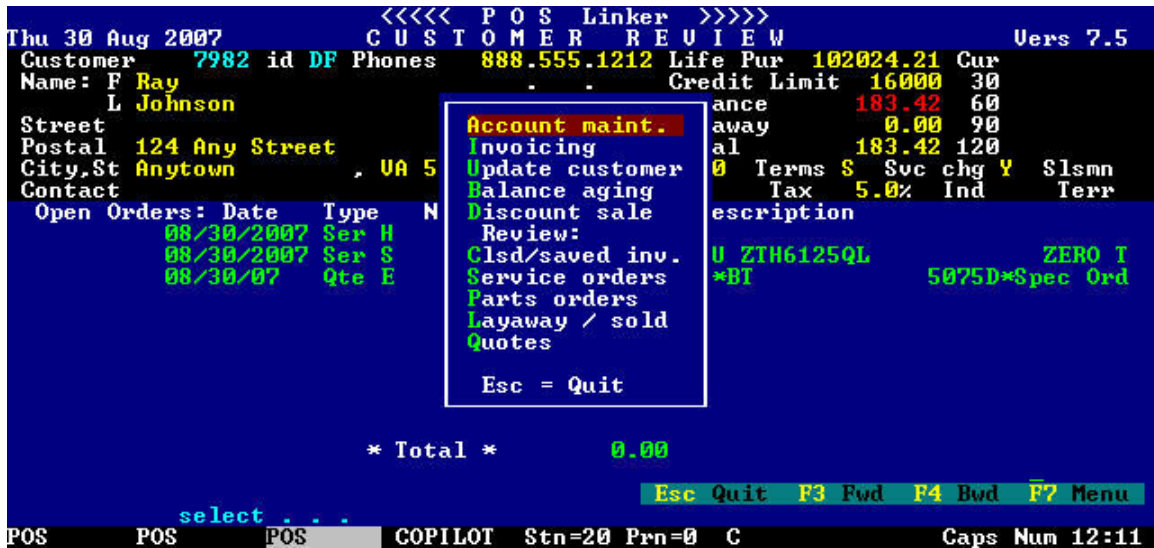 <<<<< P O S Linker >>>>>
Thu 30 Aug 2007 C U S T O M E R R E V I E W Vers 7.5
Customer 7982 id DF Phones 888.555.1212 Life Pur 102024.21 Cur
Name: F Ray . . Credit Limit 16000 30
L Johnson ance 183.42 60
Street Account maint. away 0.00 90
Postal 124 Any Street Invoicing al 183.42 120
City,St Anytown , VA 5 Update customer 0 Terms S Svc chg Y Slsmn
Contact Balance aging Tax 5.0% Ind Terr
Open Orders: Date Type N Discount sale escription
08/30/2007 Ser H Review:
08/30/2007 Ser S Clsd/saved inv. U ZTH6125QL ZERO T
08/30/07 Qte E Service orders *BT 5075D*Spec Ord
Parts orders
Layaway / sold
Quotes
Esc = Quit
* Total * 0.00
Esc Quit F3 Fwd F4 Bwd F7 Menu
select . . .
POS POS POS COPILOT Stn=20 Prn=0 C Caps Num 12:11